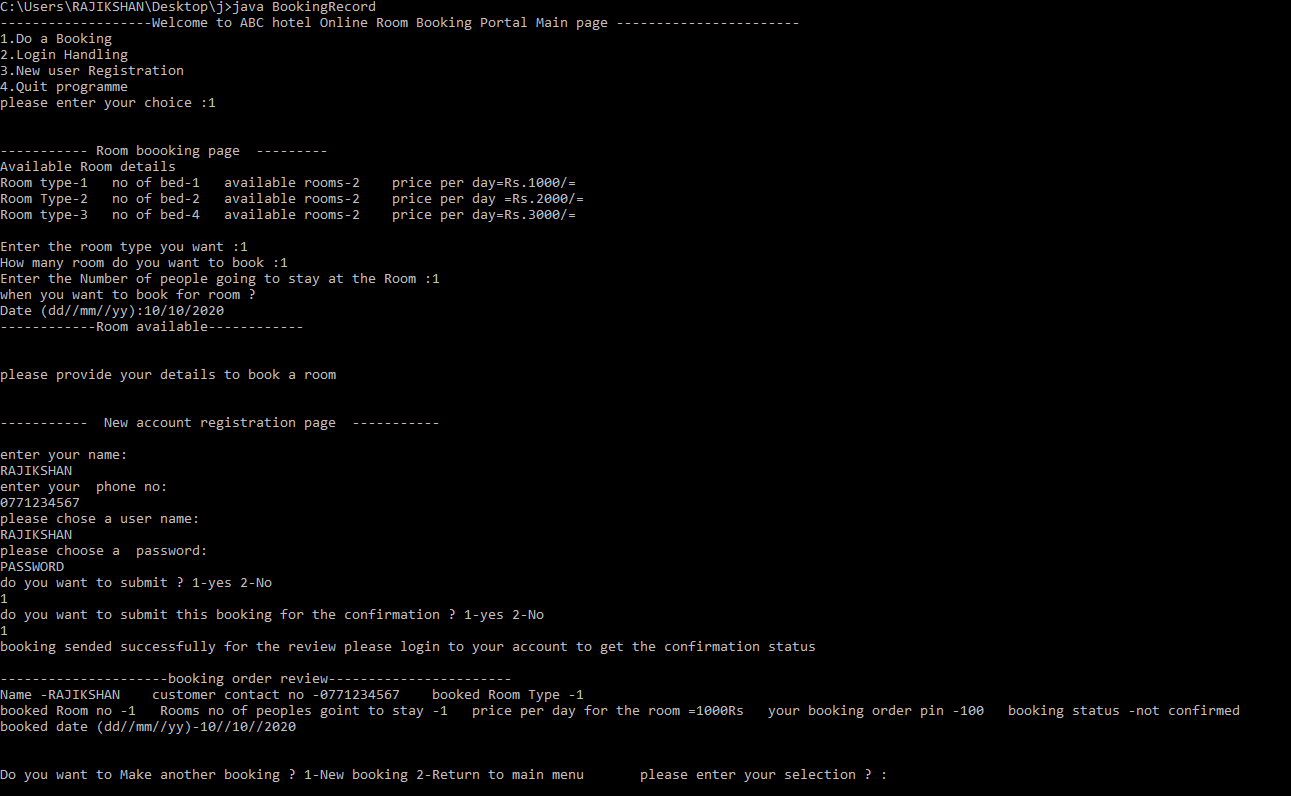 C:\Users\RAJIKSHAN\Desktop\j>java BookingRecord
-------------------Welcome to ABC hotel Online Room Booking Portal Main page -----------------------
1.Do a Booking
2.Login Handling
3.New user Registration
4.Quit programme
please enter your choice :1
----------- Room boooking page  ---------
Available Room details
Room type-1   no of bed-1   available rooms-2    price per day=Rs.1000/=
Room Type-2   no of bed-2   available rooms-2    price per day =Rs.2000/=
Room type-3   no of bed-4   available rooms-2    price per day=Rs.3000/=
Enter the room type you want :1
How many room do you want to book :1
Enter the Number of people going to stay at the Room :1
when you want to book for room ?
Date (dd//mm//yy):10/10/2020
------------Room available------------
please provide your details to book a room
-----------  New account registration page  -----------
enter your name:
RAJIKSHAN
enter your  phone no:
0771234567
please chose a user name:
RAJIKSHAN
please choose a  password:
PASSWORD
do you want to submit ? 1-yes 2-No
1
do you want to submit this booking for the confirmation ? 1-yes 2-No
1
booking sended successfully for the review please login to your account to get the confirmation status
---------------------booking order review-----------------------
Name -RAJIKSHAN    customer contact no -0771234567    booked Room Type -1
booked Room no -1   Rooms no of peoples goint to stay -1   price per day for the room =1000Rs   your booking order pin -100   booking status -not confirmed
booked date (dd//mm//yy)-10//10//2020
Do you want to Make another booking ? 1-New booking 2-Return to main menu       please enter your selection ? :